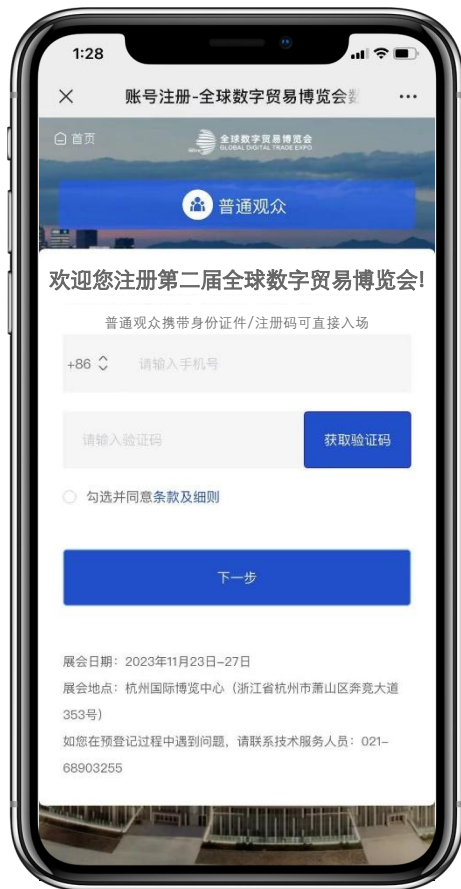 1:28
账号注册-全球数字贸易博览会数
首页
全球数字贸易博览会
GLOBAL DIGITAL TRADE EXPO
普通观众
欢迎您注册第二届全球数字贸易博览会!
普通观众携带身份证件/注册码可直接入场
+86 请输入手机号
请输入验证码 获取验证码
勾选并同意条款及细则
下一步
展会日期：2023年11月23日-27日
展会地点：杭州国际博览中心（浙江省杭州市萧山区奔竞大道
353号）
如您在预登记过程中遇到问题，请联系技术服务人员：021-
68903255